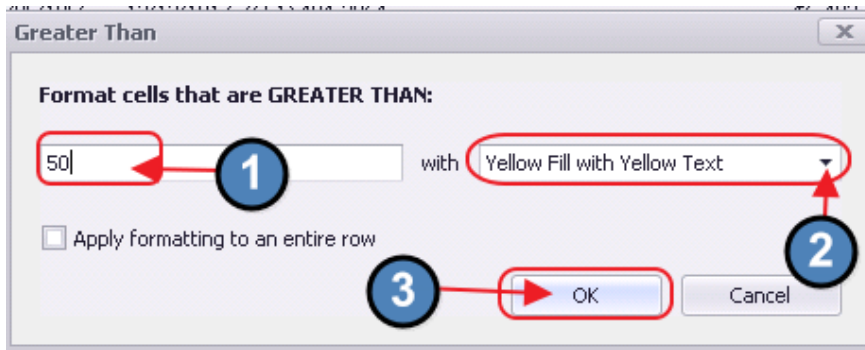 Greater Than
Format cells that are GREATER THAN:
50
1
with
Yellow Fill with Yellow Text
2
Apply formatting to an entire row
3
OK
Cancel